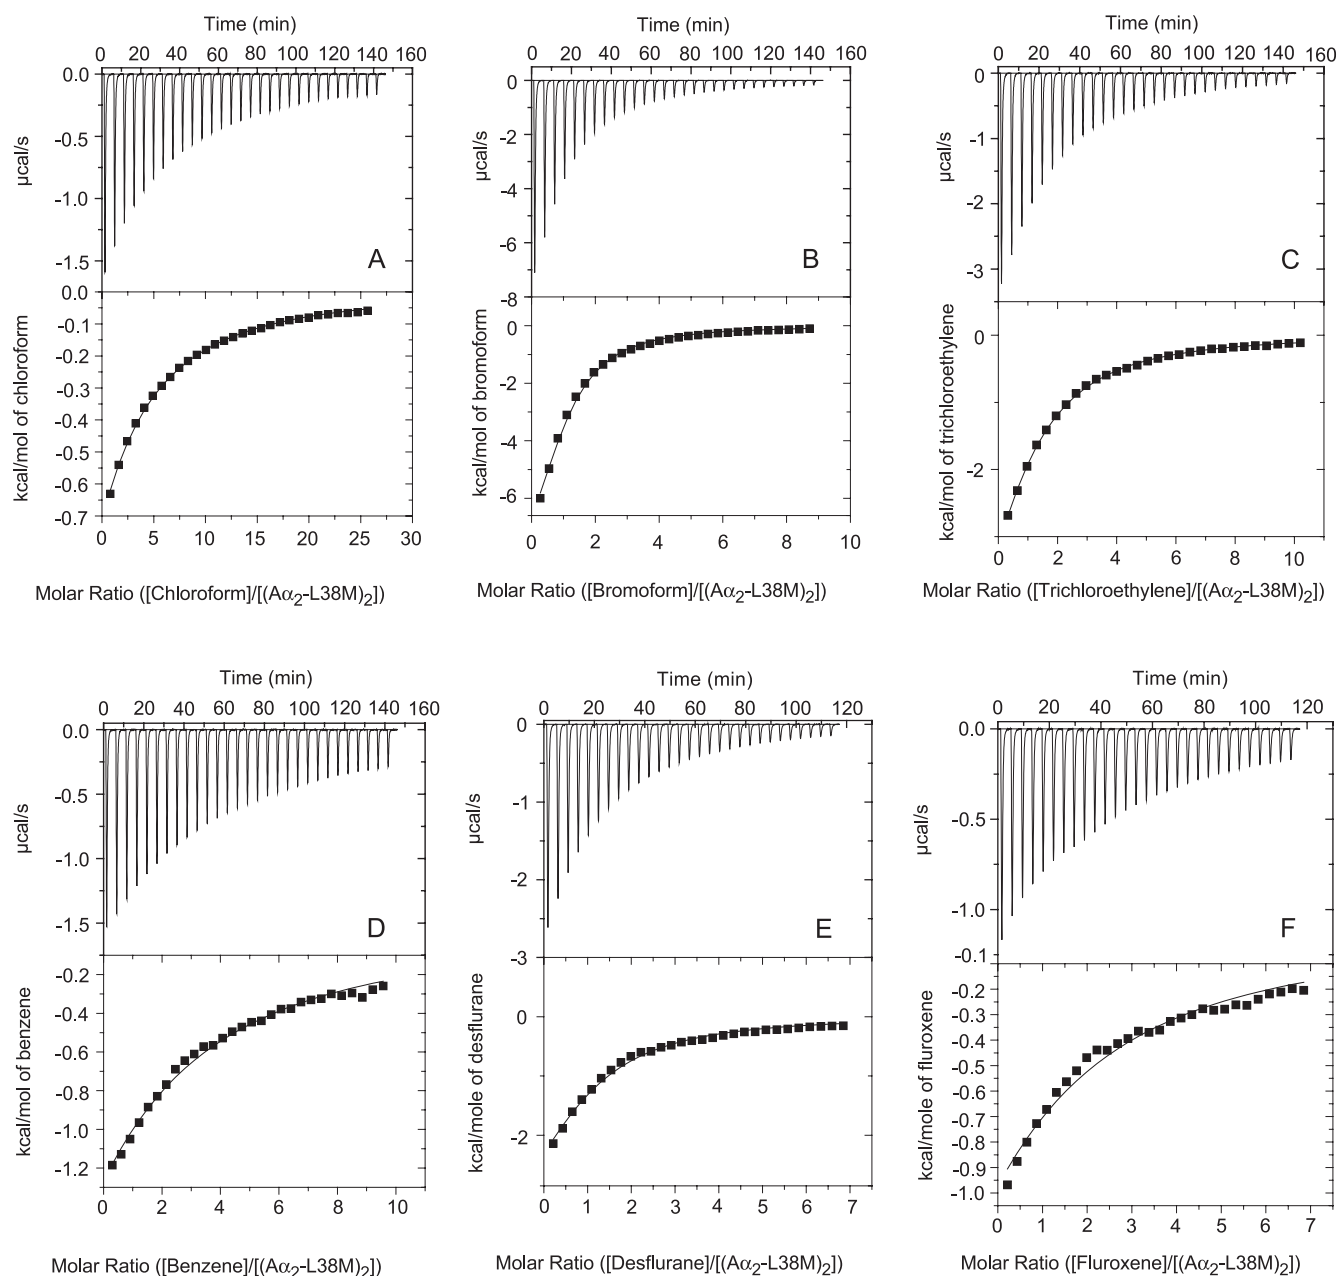 Time (min)
0 20 40 60 80 100 120 140 160
0.0
-0.5
-1.0
-1.5
µcal/s
A
0.0
-0.1
-0.2
-0.3
-0.4
-0.5
-0.6
-0.7
kcal/mol of chloroform
0 5 10 15 20 25 30
Molar Ratio ([Chloroform]/[(Aα2-L38M)2])
Time (min)
0 20 40 60 80 100 120 140 160
0
-2
-4
-6
-8
µcal/s
B
0
-2
-4
-6
kcal/mol of bromoform
0 2 4 6 8 10
Molar Ratio ([Bromoform]/[(Aα2-L38M)2])
Time (min)
0 20 40 60 80 100 120 140 160
0
-1
-2
-3
µcal/s
C
0
-2
kcal/mol of trichloroethylene
0 2 4 6 8 10
Molar Ratio ([Trichloroethylene]/[(Aα2-L38M)2])
Time (min)
0 20 40 60 80 100 120 140 160
0.0
-0.5
-1.0
-1.5
µcal/s
D
-0.2
-0.4
-0.6
-0.8
-1.0
-1.2
kcal/mol of benzene
0 2 4 6 8 10
Molar Ratio ([Benzene]/[(Aα2-L38M)2])
Time (min)
0 20 40 60 80 100 120
0
-1
-2
-3
µcal/s
E
0
-2
kcal/mole of desflurane
0 1 2 3 4 5 6 7
Molar Ratio ([Desflurane]/[(Aα2-L38M)2])
Time (min)
0 20 40 60 80 100 120
0.0
-0.5
-1.0
-0.1
µcal/s
F
-0.2
-0.3
-0.4
-0.5
-0.6
-0.7
-0.8
-0.9
-1.0
kcal/mole of fluroxene
0 1 2 3 4 5 6 7
Molar Ratio ([Fluroxene]/[(Aα2-L38M)2])